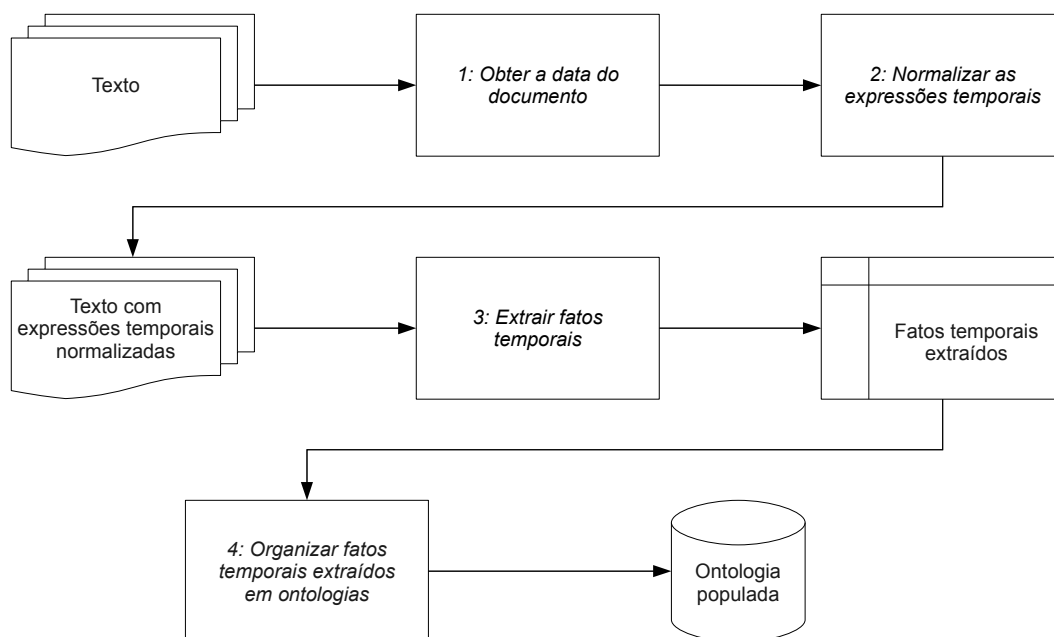 Texto
1: Obter a data do
documento
2: Normalizar as
expressões temporais
Texto com
expressões temporais
normalizadas
3: Extrair fatos
temporais
Fatos temporais
extraídos
4: Organizar fatos
temporais extraídos
em ontologias
Ontologia
populada